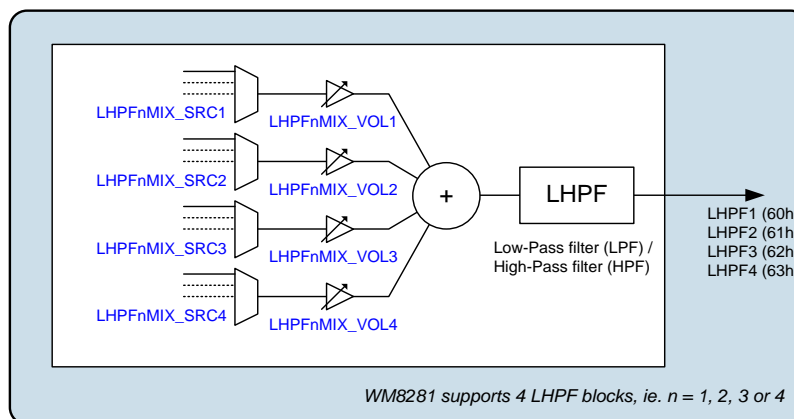 LHPFnMIX_SRC1
LHPFnMIX_VOL1
LHPFnMIX_SRC2
LHPFnMIX_VOL2
LHPFnMIX_SRC3
LHPFnMIX_VOL3
LHPFnMIX_SRC4
LHPFnMIX_VOL4
+
LHPF
Low-Pass filter (LPF) /
High-Pass filter (HPF)
LHPF1 (60h
LHPF2 (61h
LHPF3 (62h
LHPF4 (63h
WM8281 supports 4 LHPF blocks, ie. n = 1, 2, 3 or 4